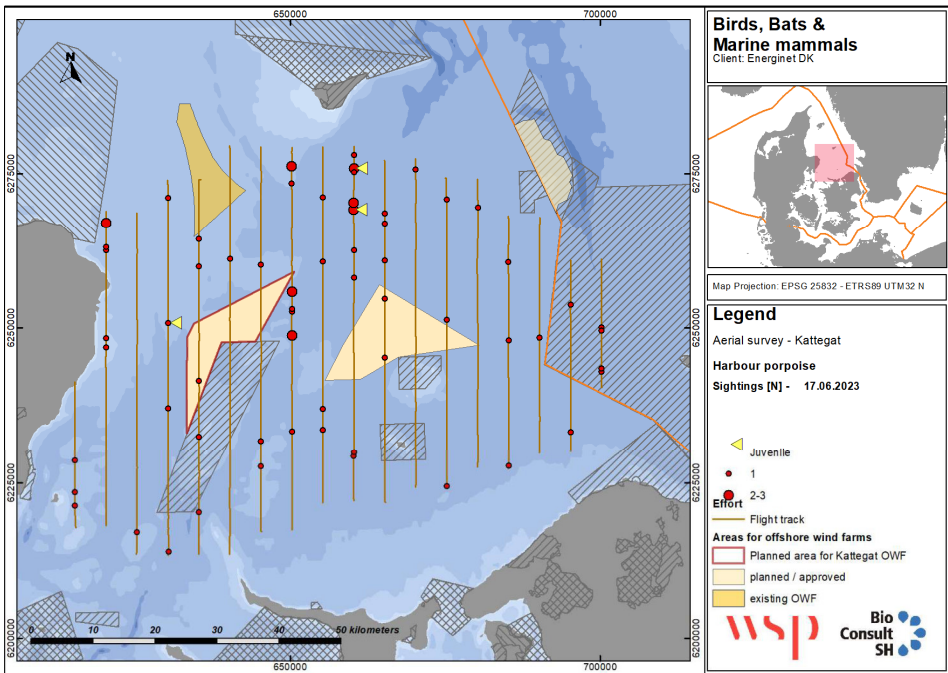 650000
700000
N
6275000
6275000
6250000
6250000
6225000
6225000
6200000
6200000
0 10 20 30 40 50 kilometers
650000
700000
Birds, Bats &
Marine mammals
Client: Energinet DK
Map Projection: EPSG 25832 - ETRS89 UTM32 N
Legend
Aerial survey - Kattegat
Harbour porpoise
Sightings [N] - 17.06.2023
Juvenile
1
2-3
Effort
Flight track
Areas for offshore wind farms
Planned area for Kattegat OWF
planned / approved
existing OWF
wsp
Bio
Consult
SH